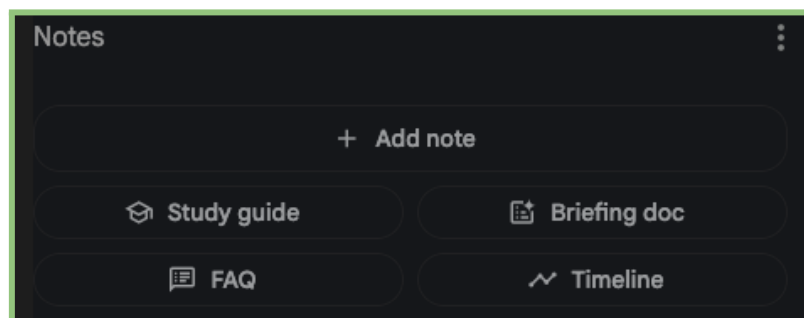 Notes
Add note
Study guide
Briefing doc
FAQ
Timeline